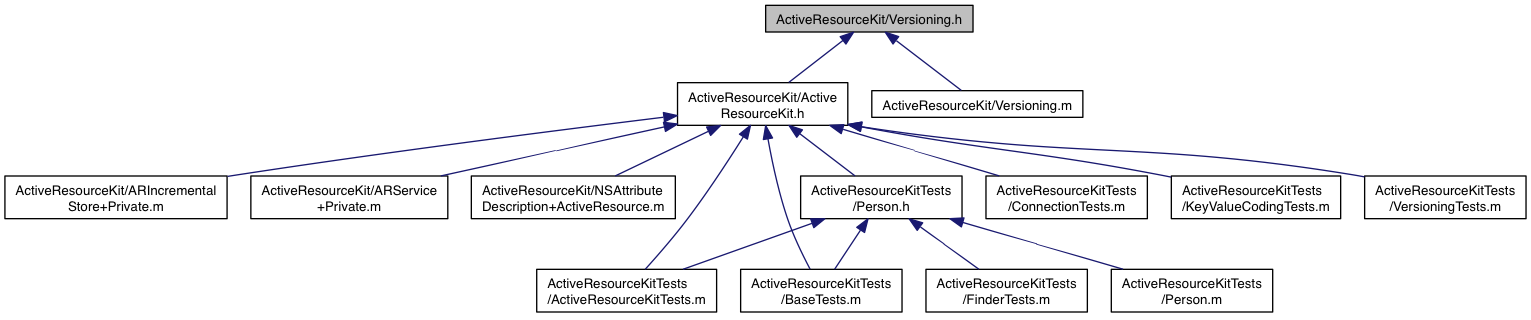 ActiveResourceKit/Versioning.h
ActiveResourceKit/Active
ResourceKit.h
ActiveResourceKit/Versioning.m
ActiveResourceKit/ARIncremental
Store+Private.m
ActiveResourceKit/ARService
+Private.m
ActiveResourceKit/NSAttribute
Description+ActiveResource.m
ActiveResourceKitTests
/Person.h
ActiveResourceKitTests
/ConnectionTests.m
ActiveResourceKitTests
/KeyValueCodingTests.m
ActiveResourceKitTests
/VersioningTests.m
ActiveResourceKitTests
/ActiveResourceKitTests.m
ActiveResourceKitTests
/BaseTests.m
ActiveResourceKitTests
/FinderTests.m
ActiveResourceKitTests
/Person.m